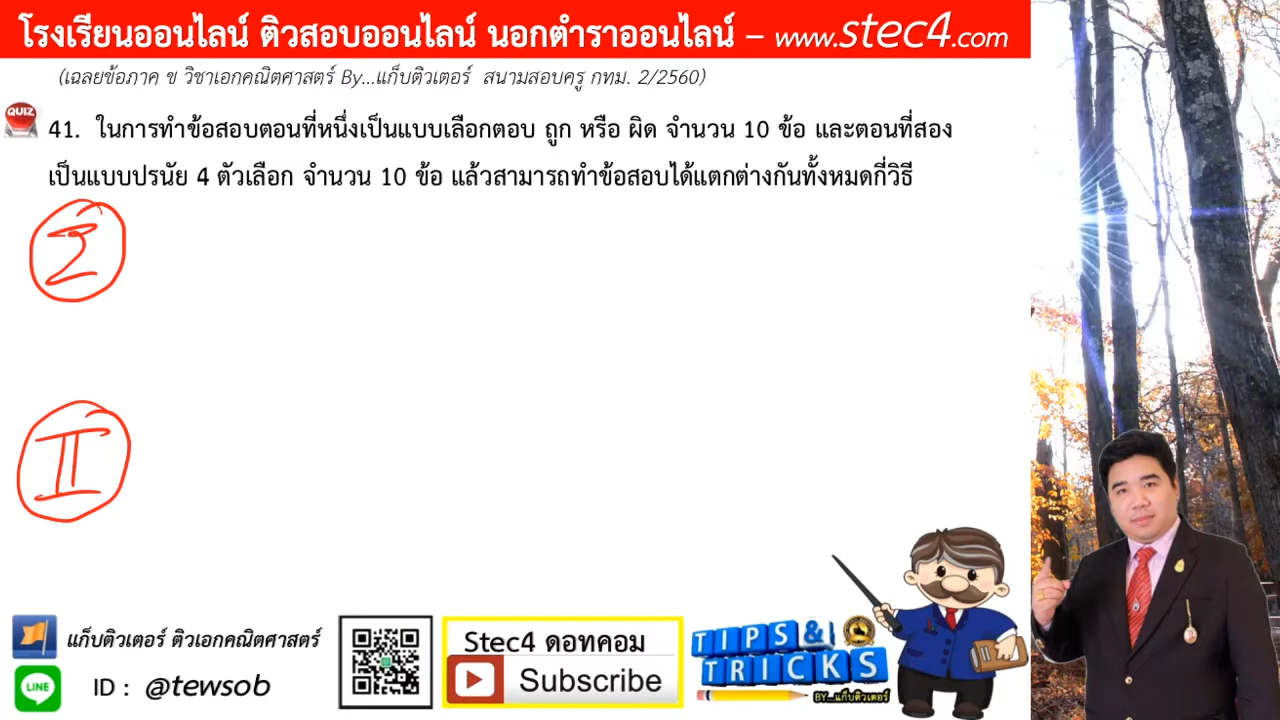 โรงเรียนออนไลน์ ติวสอบออนไลน์ นอกตำราออนไลน์ – www.stec4.com
(เฉลยข้อภาค ข วิชาเอกคณิตศาสตร์ By...แก็บติวเตอร์ สนามสอบครู กทม. 2/2560)
QUIZ
41. ในการทำข้อสอบตอนที่หนึ่งเป็นแบบเลือกตอบ ถูก หรือ ผิด จำนวน 10 ข้อ และตอนที่สอง
เป็นแบบปรนัย 4 ตัวเลือก จำนวน 10 ข้อ แล้วสามารถทำข้อสอบได้แตกต่างกันทั้งหมดกี่วิธี
I
II
แก็บติวเตอร์ ติวเอกคณิตศาสตร์
LINE
ID : @tewsob
Stec4 ดอทคอม
Subscribe
TIPS &
TRICKS
BY...แก็บติวเตอร์